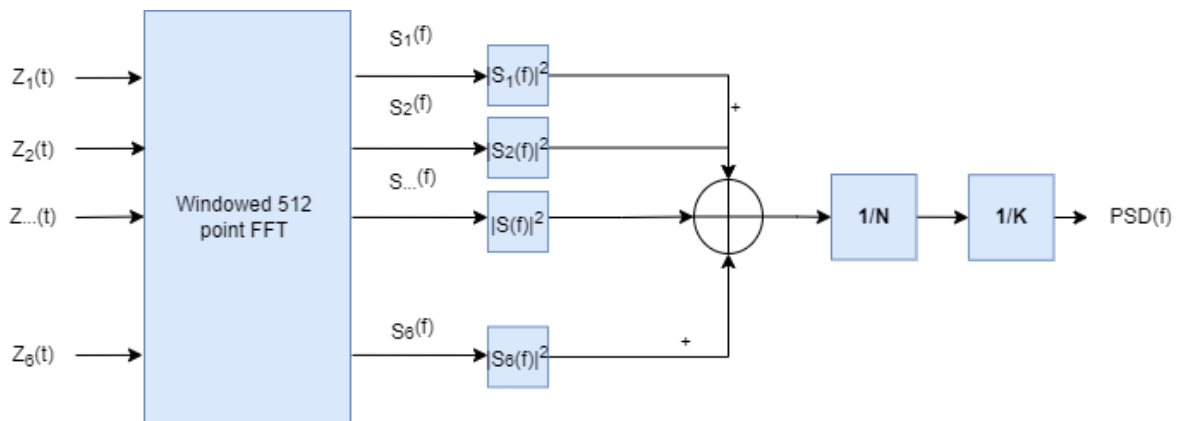 S₁(f)
Z₁(t)
|S₁(f)|²
S₂(f)
+
Z₂(t)
|S₂(f)|²
S...(f)
Windowed 512
point FFT
Z...(t)
|S(f)|²
1/N
1/K
PSD(f)
S₆(f)
+
Z₆(t)
|S₆(f)|²